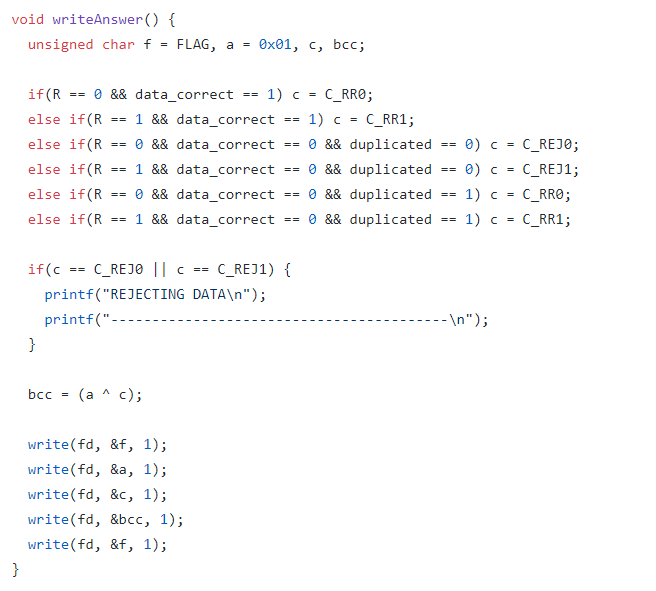 void writeAnswer() {
  unsigned char f = FLAG, a = 0x01, c, bcc;

  if(R == 0 && data_correct == 1) c = C_RR0;
  else if(R == 1 && data_correct == 1) c = C_RR1;
  else if(R == 0 && data_correct == 0 && duplicated == 0) c = C_REJ0;
  else if(R == 1 && data_correct == 0 && duplicated == 0) c = C_REJ1;
  else if(R == 0 && data_correct == 0 && duplicated == 1) c = C_RR0;
  else if(R == 1 && data_correct == 0 && duplicated == 1) c = C_RR1;

  if(c == C_REJ0 || c == C_REJ1) {
    printf("REJECTING DATA\n");
    printf("-----------------------------------------\n");
  }

  bcc = (a ^ c);

  write(fd, &f, 1);
  write(fd, &a, 1);
  write(fd, &c, 1);
  write(fd, &bcc, 1);
  write(fd, &f, 1);
}